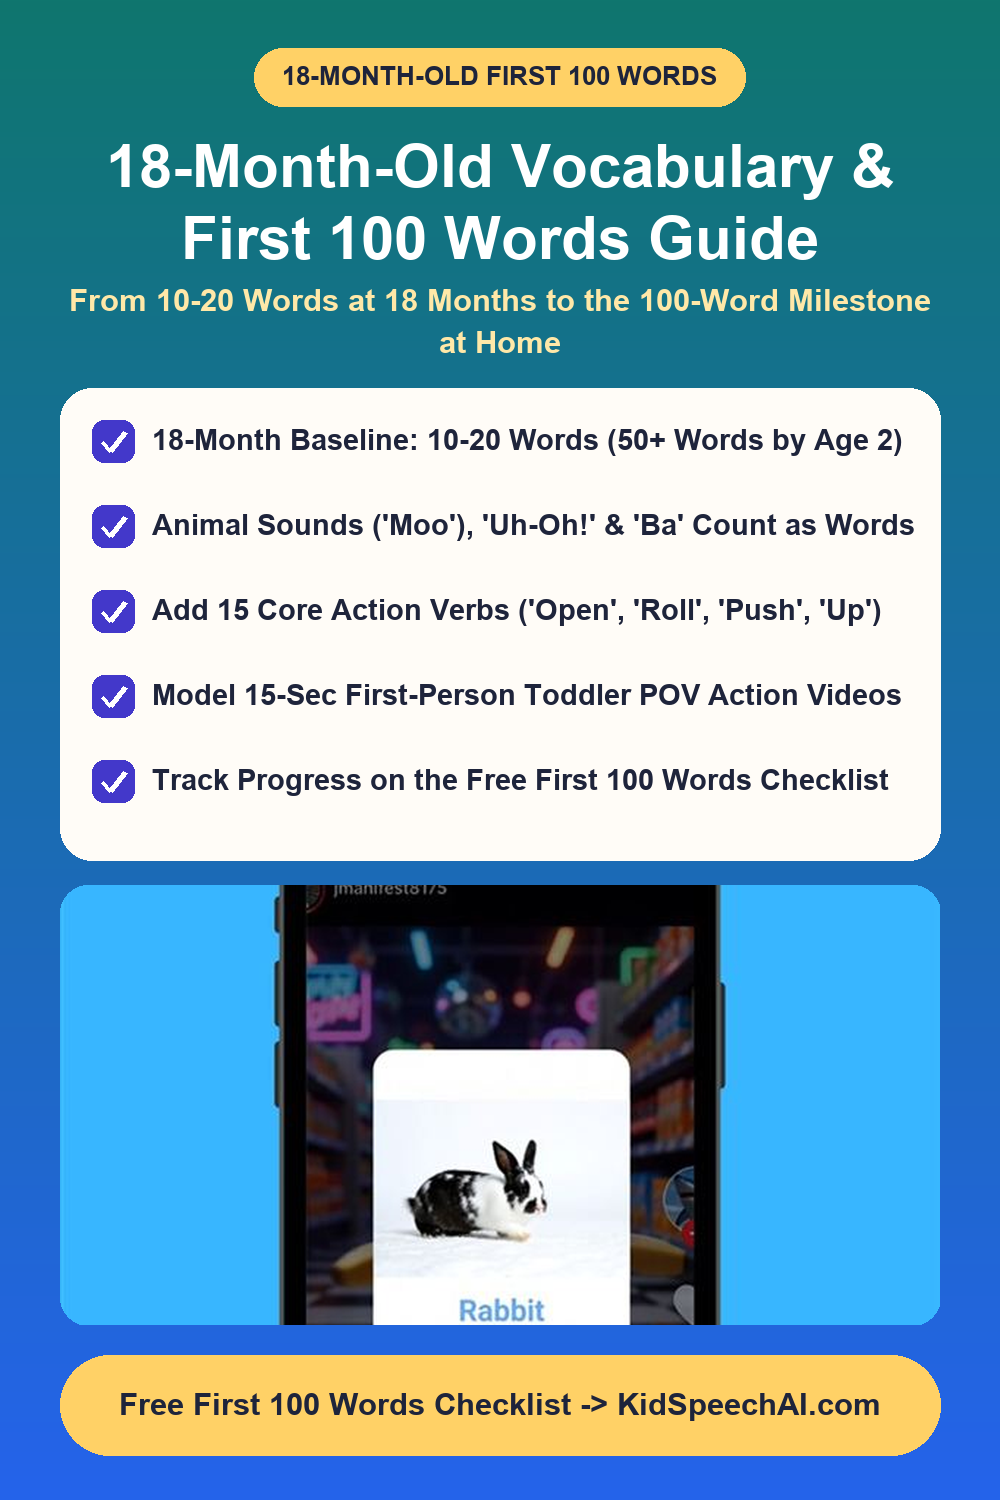 18-MONTH-OLD FIRST 100 WORDS
18-Month-Old Vocabulary &
First 100 Words Guide
From 10-20 Words at 18 Months to the 100-Word Milestone
at Home
18-Month Baseline: 10-20 Words (50+ Words by Age 2)
Animal Sounds ('Moo'), 'Uh-Oh!' & 'Ba' Count as Words
Add 15 Core Action Verbs ('Open', 'Roll', 'Push', 'Up')
Model 15-Sec First-Person Toddler POV Action Videos
Track Progress on the Free First 100 Words Checklist
jmanifest8175
Rabbit
Free First 100 Words Checklist -> KidSpeechAI.com